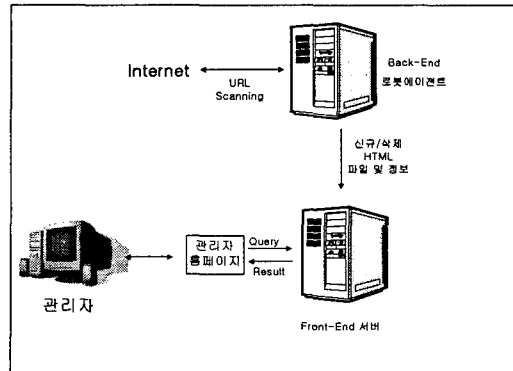 Internet
URL
Scanning
Back-End
로봇에이젼트
신규/삭제
HTML
파일 및 정보
관리자
홈페이지
Query
Result
관리자
Front-End 서버